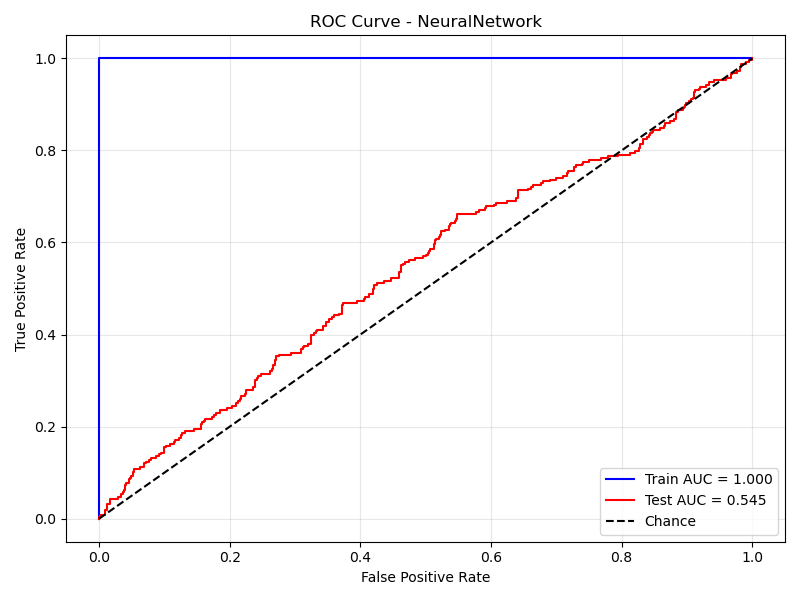 ROC Curve - NeuralNetwork
True Positive Rate
1.0
0.8
0.6
0.4
0.2
0.0
Train AUC = 1.000
Test AUC = 0.545
Chance
0.0 0.2 0.4 0.6 0.8 1.0
False Positive Rate